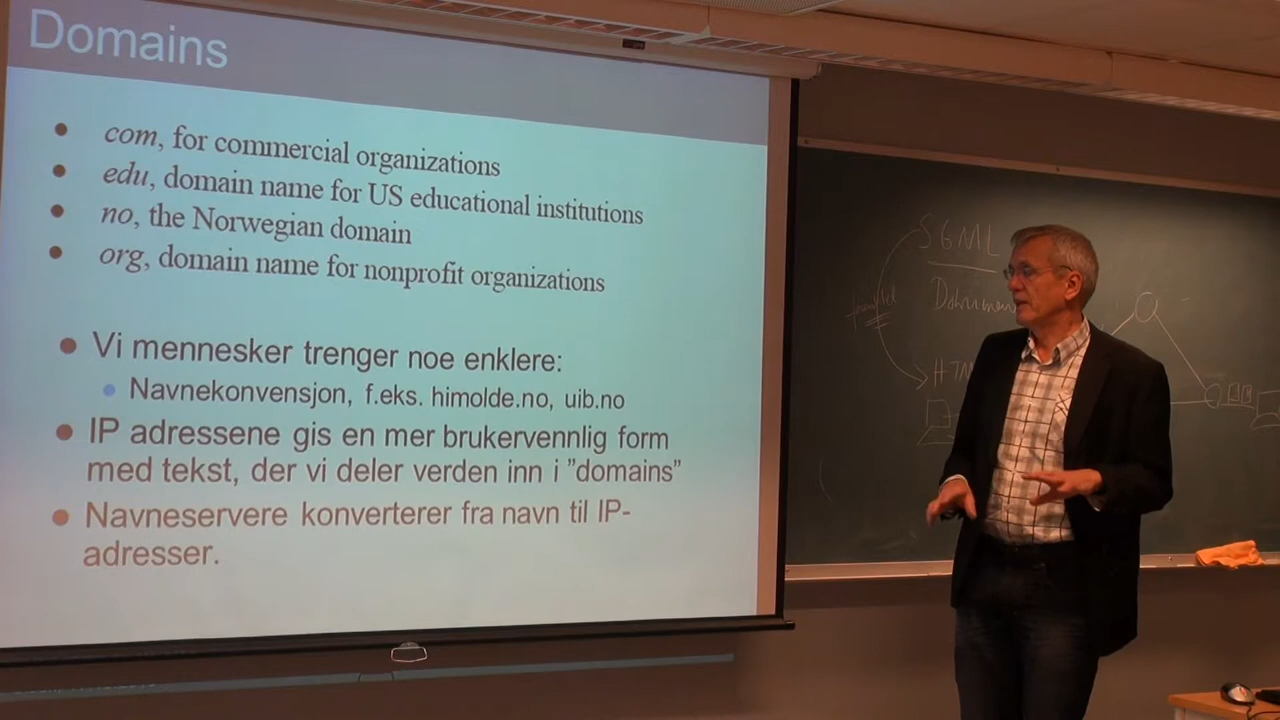 Domains
com, for commercial organizations
edu, domain name for US educational institutions
no, the Norwegian domain
org, domain name for nonprofit organizations
Vi mennesker trenger noe enklere:
Navnekonvensjon, f.eks. himolde.no, uib.no
IP adressene gis en mer brukervennlig form
med tekst, der vi deler verden inn i ”domains”
Navneservere konverterer fra navn til IP-
adresser.
SGML